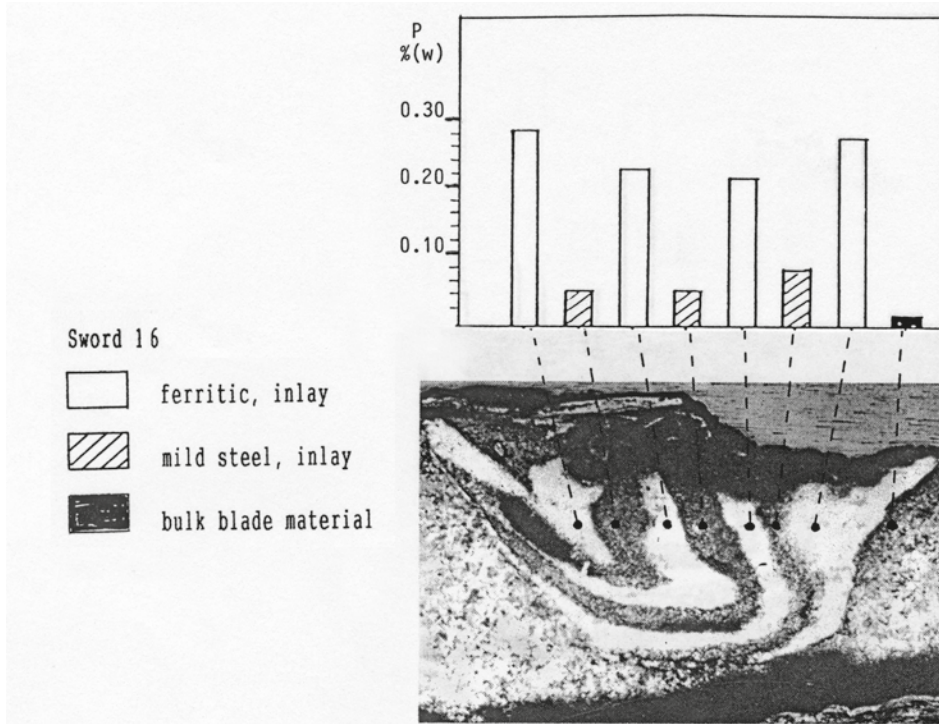 P
%(w)
0.30
0.20
0.10
Sword 16
ferritic, inlay
mild steel, inlay
bulk blade material